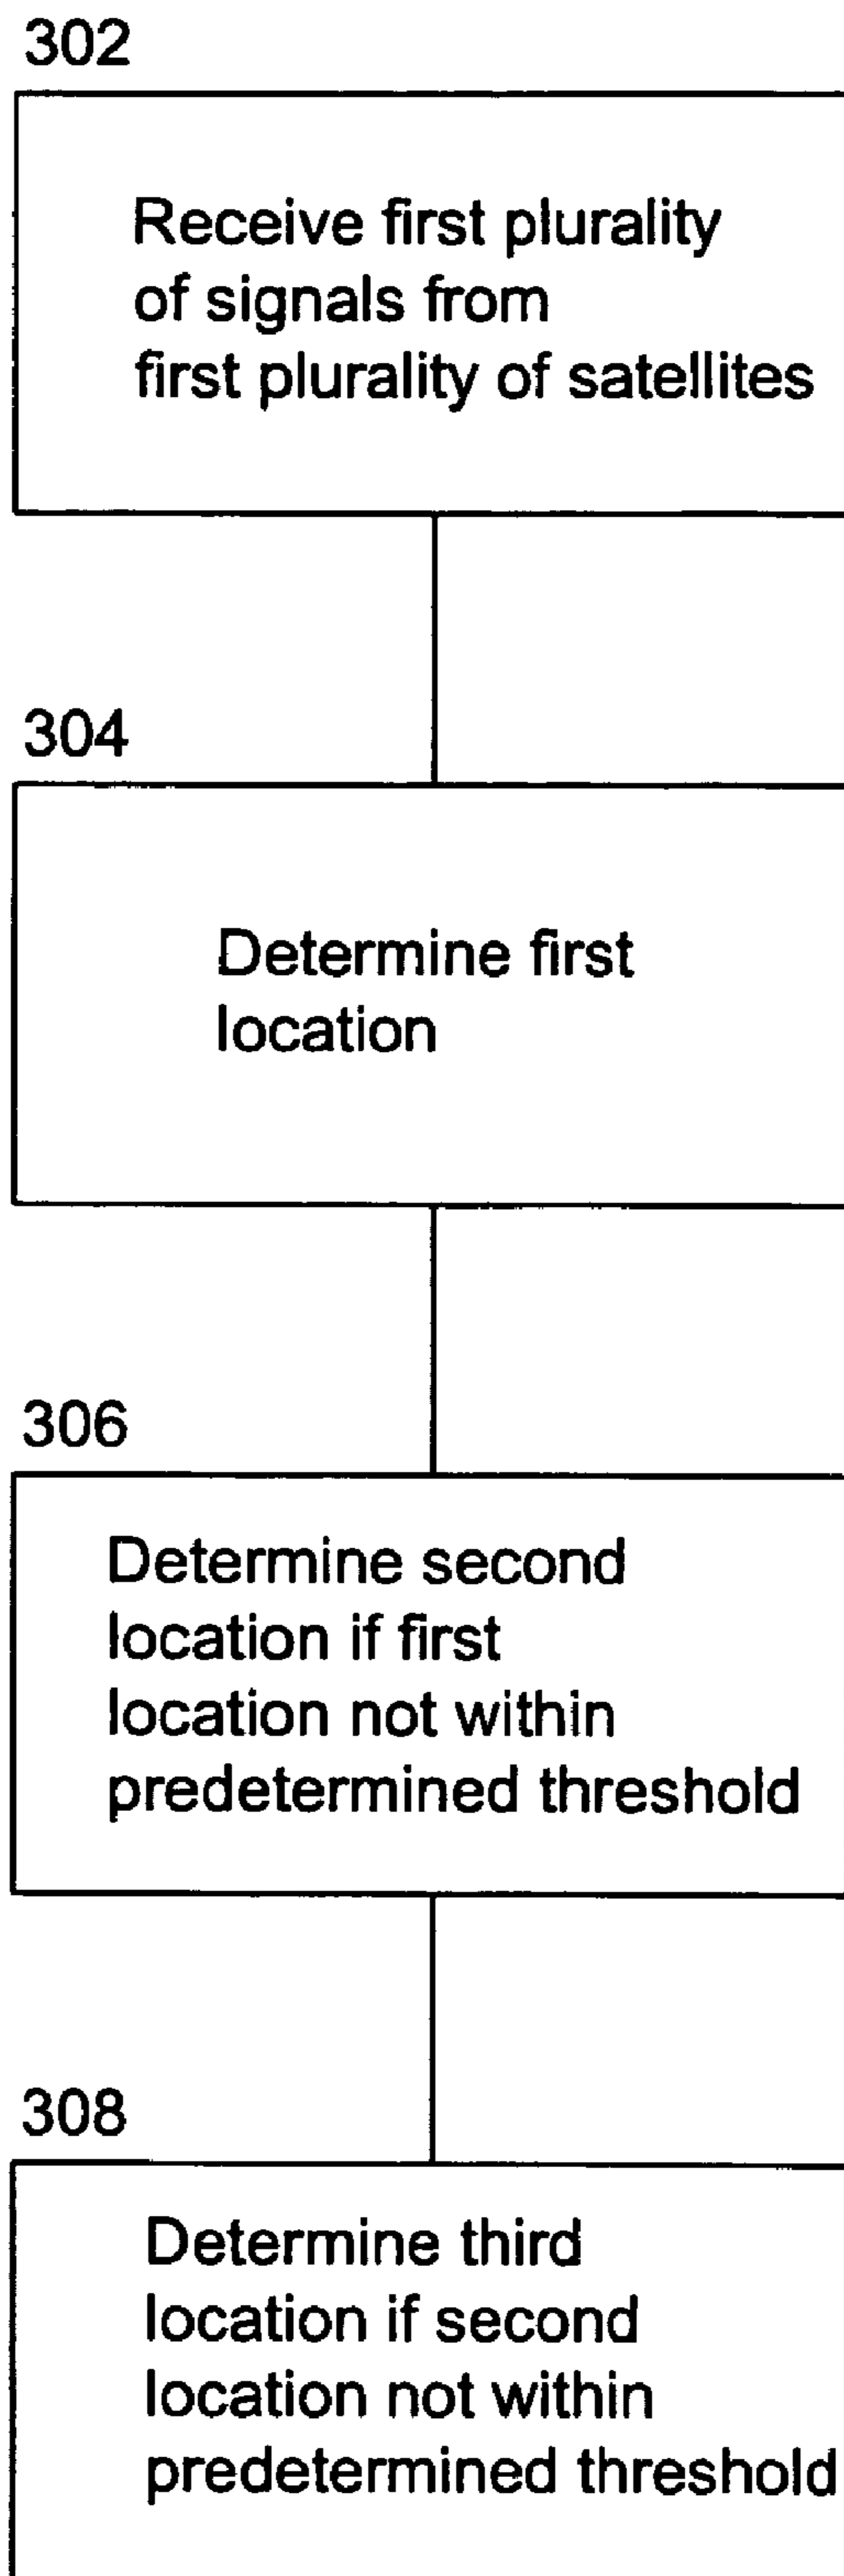 302
Receive first plurality
of signals from
first plurality of satellites
304
Determine first
location
306
Determine second
location if first
location not within
predetermined threshold
308
Determine third
location if second
location not within
predetermined threshold